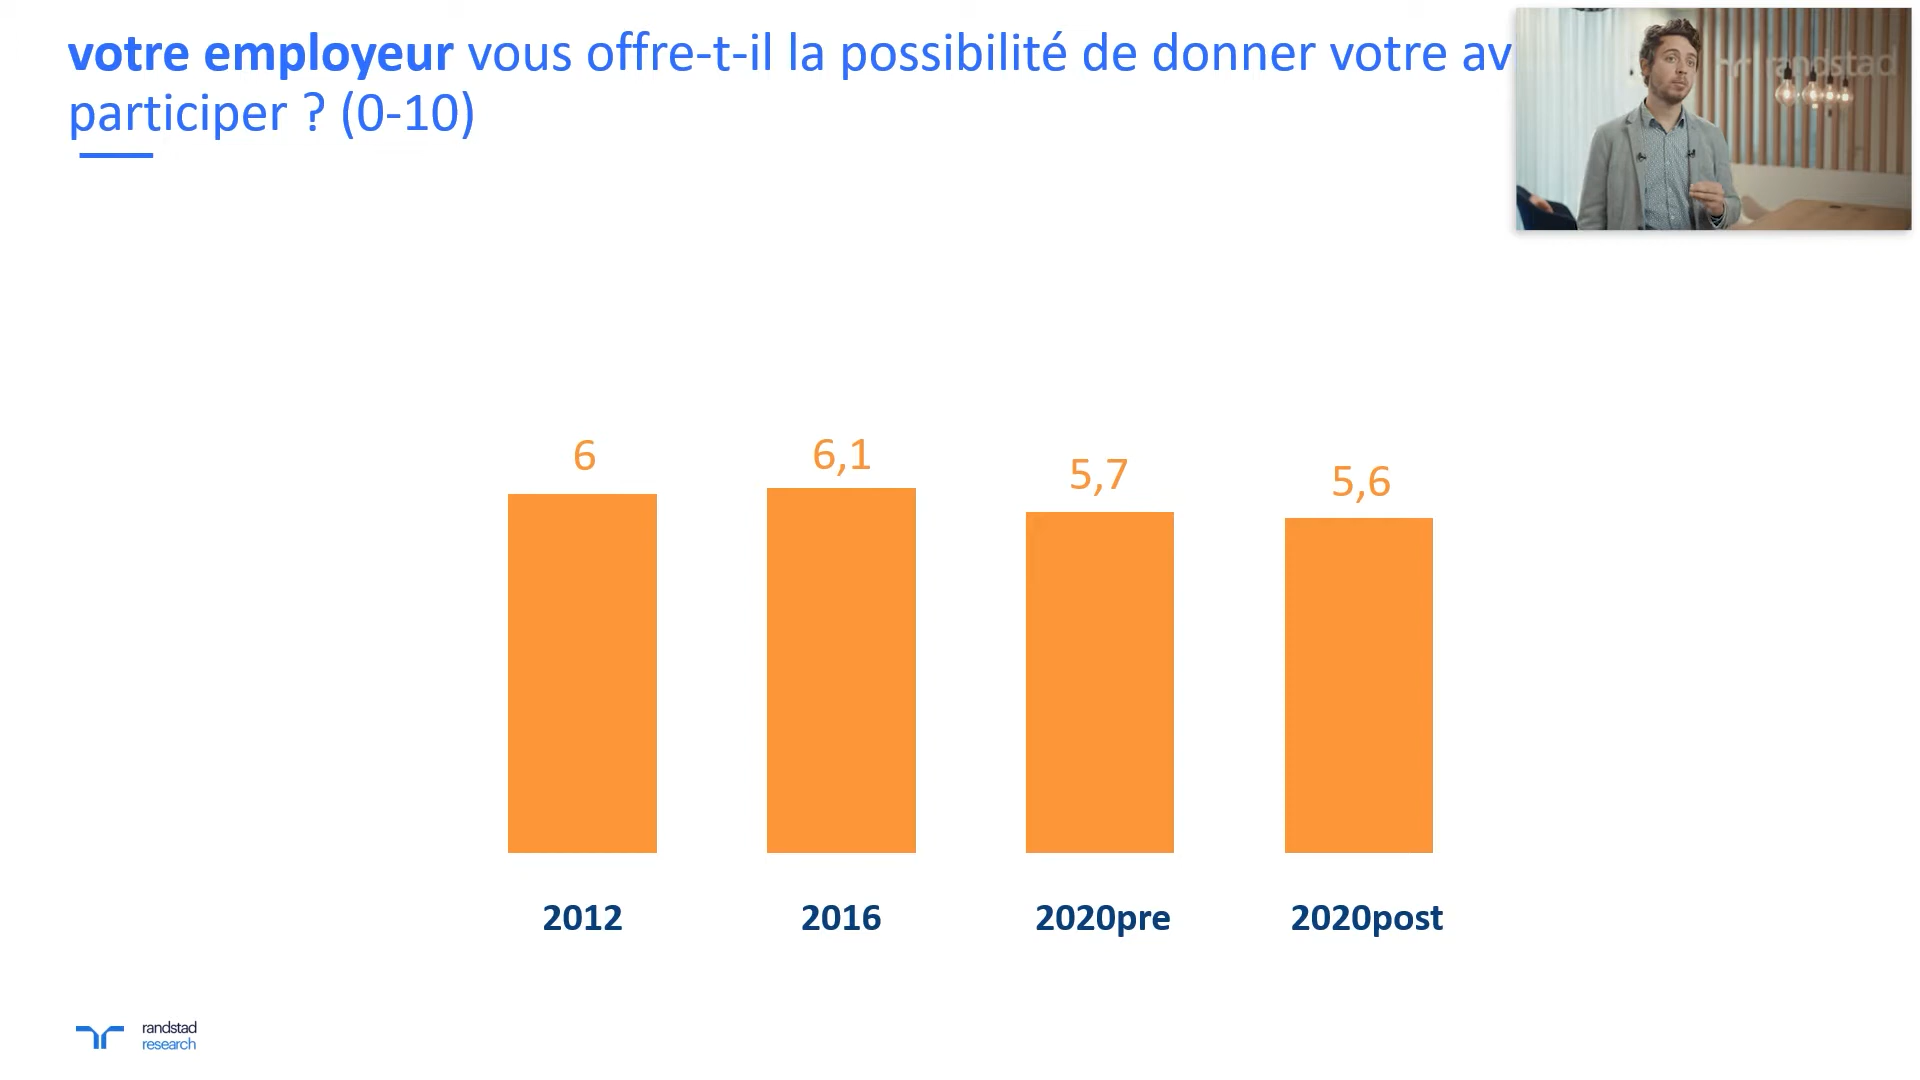 votre employeur vous offre-t-il la possibilité de donner votre av
participer ? (0-10)
randstad
6
6,1
5,7
5,6
2012
2016
2020pre
2020post
randstad
research